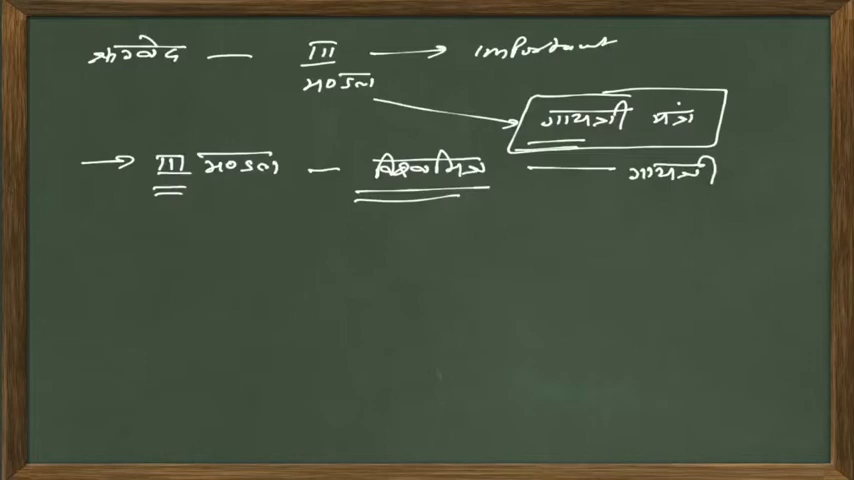 ऋग्वेद — III → important
मण्डल
गायत्री मंत्र
→ III मण्डल — विश्वामित्र — गायत्री